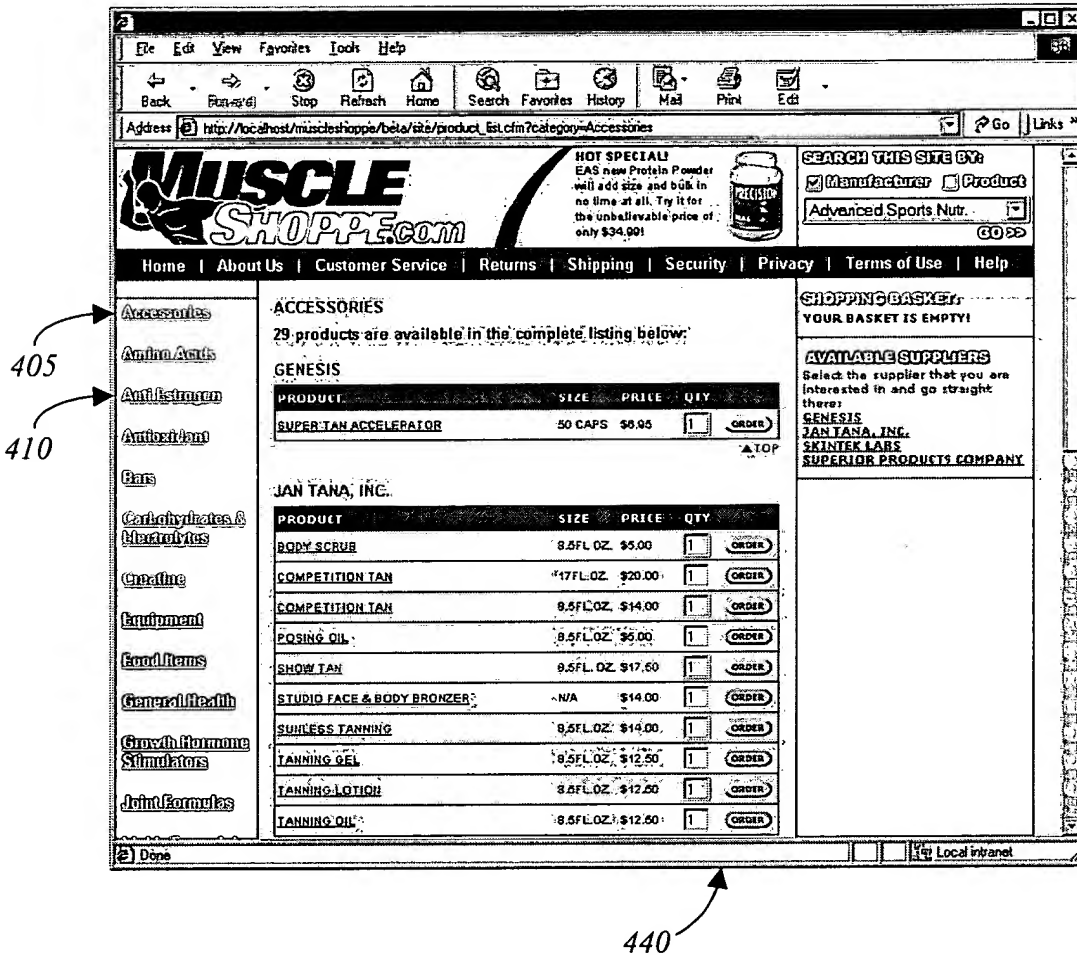 File Edit View Favorites Tools Help
Back Forward Stop Refresh Home Search Favorites History Mail Print Edit
Address http://localhost/muscleshoppe/beta/site/product_list.cfm?category=Accessories Go Links »
MUSCLE
SHOPPE.com
HOT SPECIAL!
EAS new Protein Powder
will add size and bulk in
no time at all. Try it for
the unbelievable price of
only $34.99!
PRECISION
SEARCH THIS SITE BY:
Manufacturer Product
Advanced Sports Nutr.
GO >>
Home | About Us | Customer Service | Returns | Shipping | Security | Privacy | Terms of Use | Help
Accessories
Amino Acids
Anti Estrogen
Antioxidant
Bars
Carbohydrates &
Electrolytes
Creatine
Equipment
Food Items
General Health
Growth Hormone
Stimulators
Joint Formulas
ACCESSORIES
29 products are available in the complete listing below:
GENESIS
PRODUCT SIZE PRICE QTY
SUPER TAN ACCELERATOR 50 CAPS $6.95 1 ORDER
▲TOP
JAN TANA, INC.
PRODUCT SIZE PRICE QTY
BODY SCRUB 8.5FL OZ. $5.00 1 ORDER
COMPETITION TAN 17FL.OZ. $20.00 1 ORDER
COMPETITION TAN 8.5FL.OZ. $14.00 1 ORDER
POSING OIL 8.5FL.OZ. $5.00 1 ORDER
SHOW TAN 8.5FL. OZ. $17.50 1 ORDER
STUDIO FACE & BODY BRONZER N/A $14.00 1 ORDER
SUNLESS TANNING 8.5FL.OZ. $14.00 1 ORDER
TANNING GEL 8.5FL.OZ. $12.50 1 ORDER
TANNING LOTION 8.5FL.OZ. $12.50 1 ORDER
TANNING OIL 8.5FL.OZ. $12.50 1 ORDER
SHOPPING BASKET:
YOUR BASKET IS EMPTY!
AVAILABLE SUPPLIERS
Select the supplier that you are
interested in and go straight
there:
GENESIS
JAN TANA, INC.
SKINTEK LABS
SUPERIOR PRODUCTS COMPANY
Done Local intranet
405
410
440